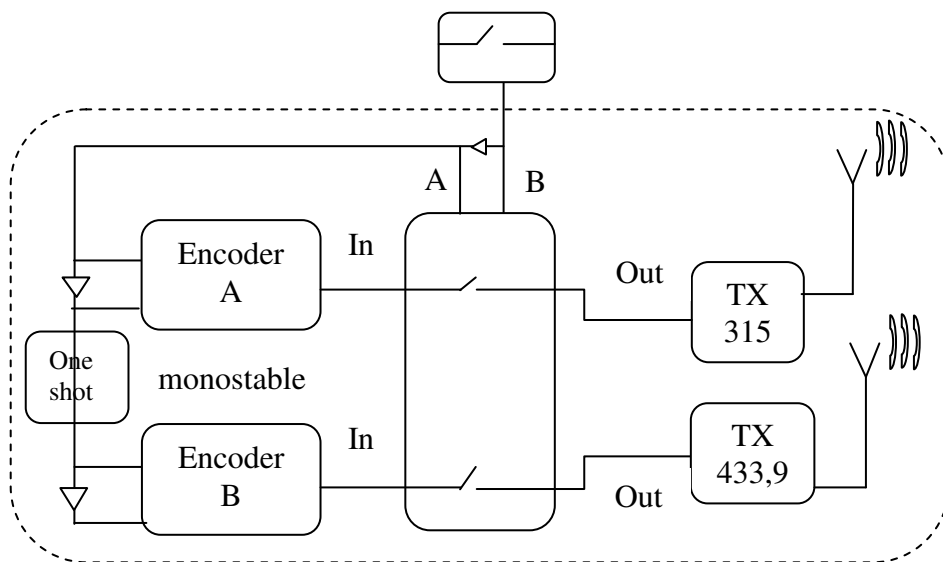 A
B
Encoder
A
In
Out
TX
315
One
shot
monostable
Encoder
B
In
Out
TX
433,9